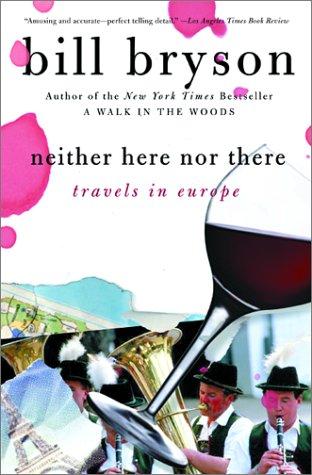 "Amusing and accurate—perfect telling detail." —Los Angeles Times Book Review
bill bryson
Author of the New York Times Bestseller
A WALK IN THE WOODS
neither here nor there
travels in europe